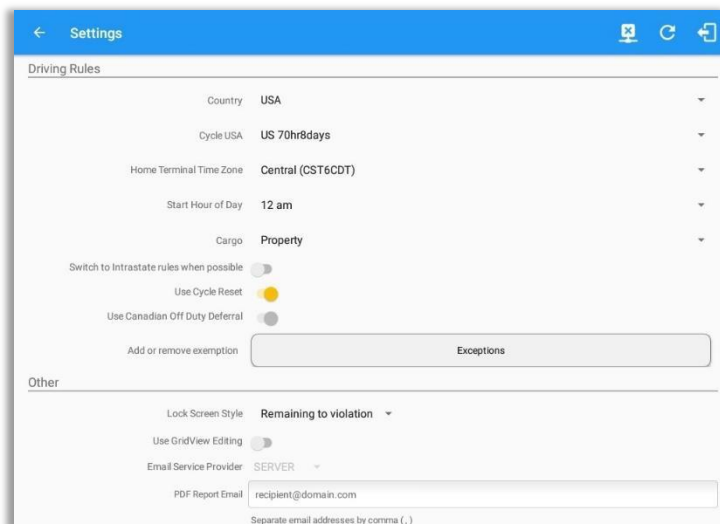 Settings
Driving Rules
Country USA
Cycle USA US 70hr8days
Home Terminal Time Zone Central (CST6CDT)
Start Hour of Day 12 am
Cargo Property
Switch to Intrastate rules when possible
Use Cycle Reset
Use Canadian Off Duty Deferral
Add or remove exemption Exceptions
Other
Lock Screen Style Remaining to violation
Use GridView Editing
Email Service Provider SERVER
PDF Report Email recipient@domain.com
Separate email addresses by comma ( , )